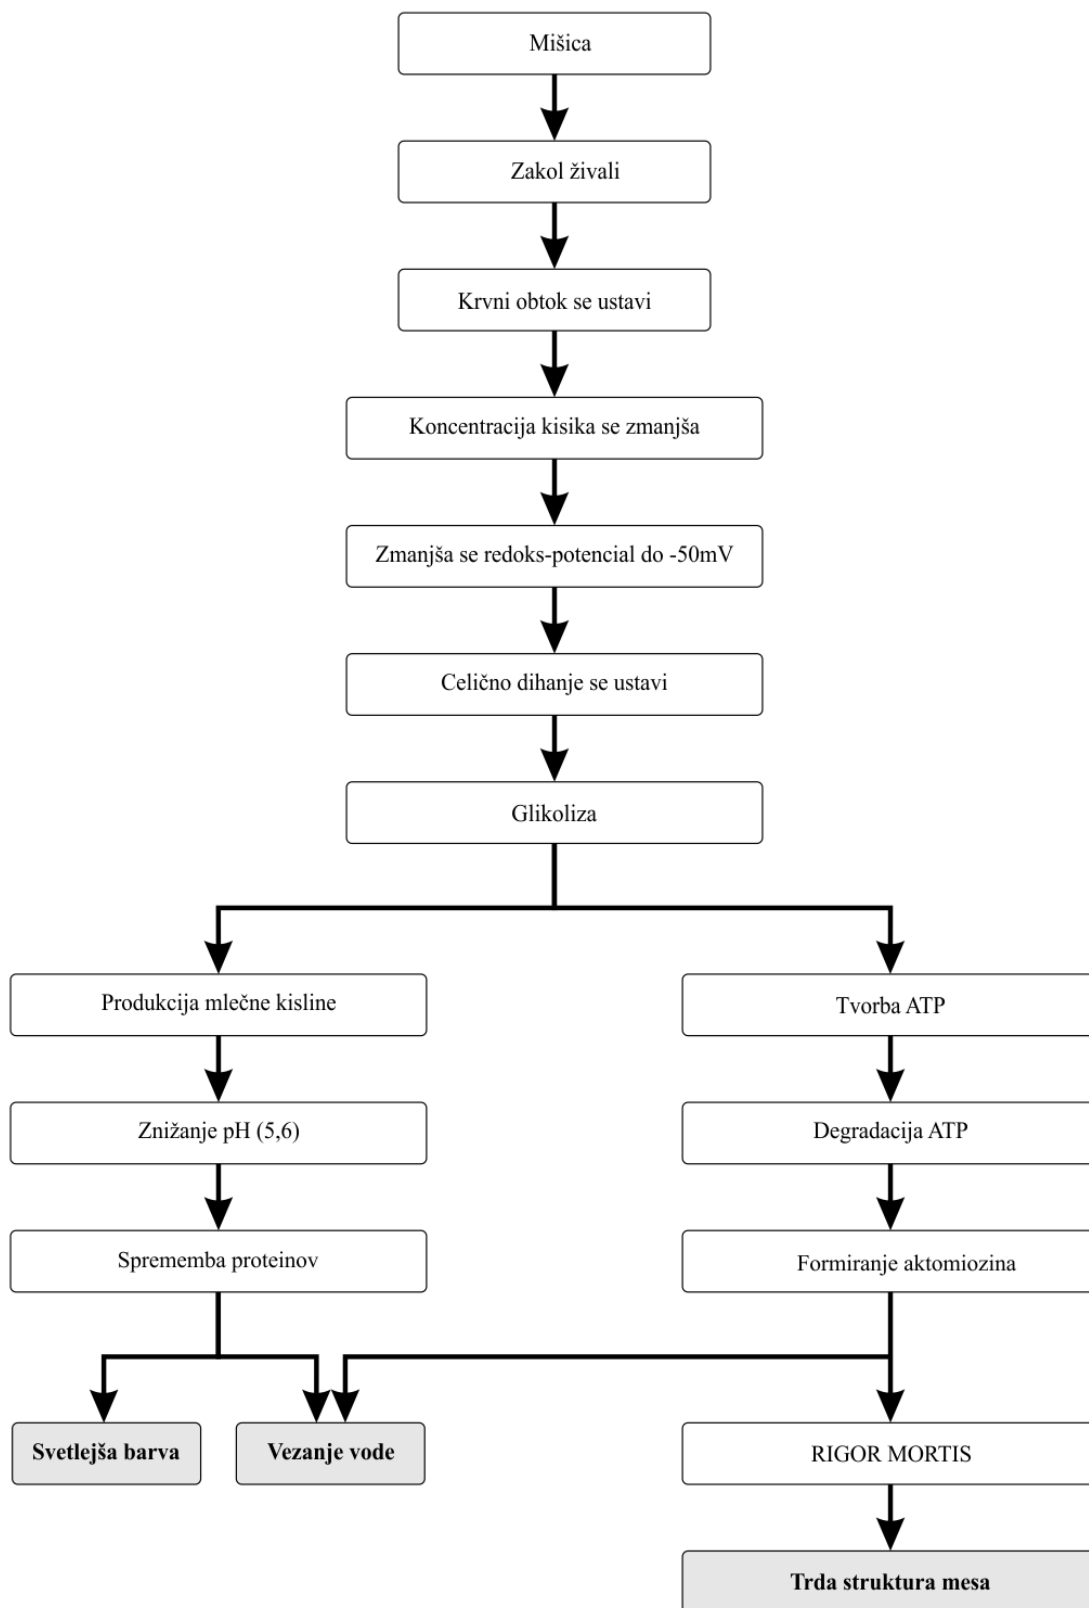 Mišica
Zakol živali
Krvni obtok se ustavi
Koncentracija kisika se zmanjša
Zmanjša se redoks-potencial do -50mV
Celično dihanje se ustavi
Glikoliza
Produkcija mlečne kisline
Tvorba ATP
Znižanje pH (5,6)
Degradacija ATP
Sprememba proteinov
Formiranje aktomiozina
Svetlejša barva
Vezanje vode
RIGOR MORTIS
Trda struktura mesa